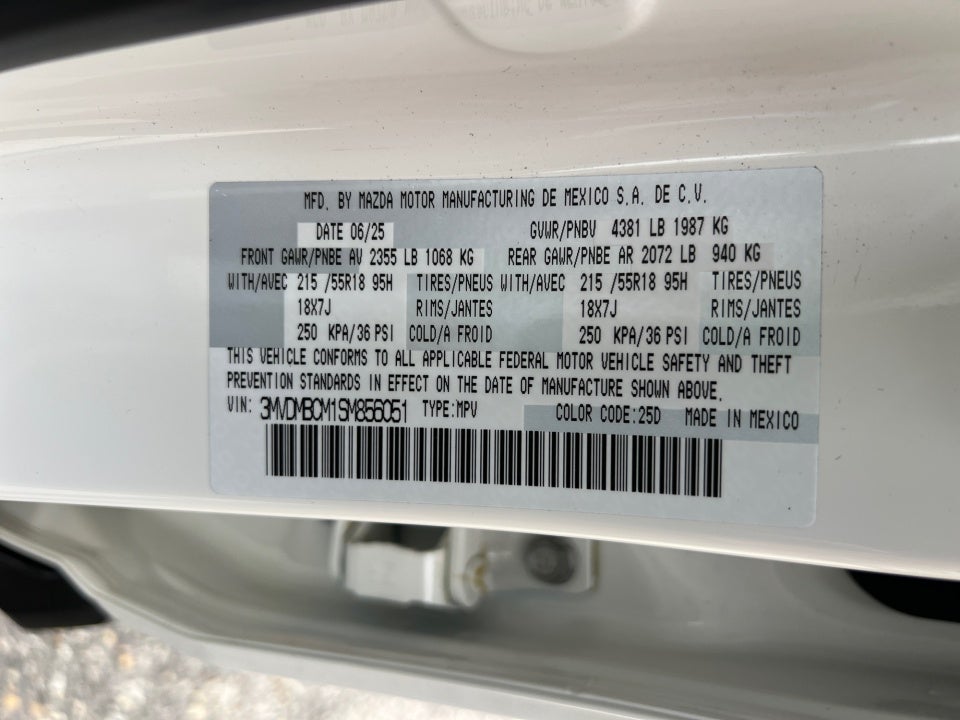 MFD. BY MAZDA MOTOR MANUFACTURING DE MEXICO S.A. DE C.V.
DATE 06/25 GVWR/PNBV 4381 LB 1987 KG
FRONT GAWR/PNBE AV 2355 LB 1068 KG REAR GAWR/PNBE AR 2072 LB 940 KG
WITH/AVEC 215 /55R18 95H TIRES/PNEUS WITH/AVEC 215 /55R18 95H TIRES/PNEUS
18X7J RIMS/JANTES 18X7J RIMS/JANTES
250 KPA/36 PSI COLD/A FROID 250 KPA/36 PSI COLD/A FROID
THIS VEHICLE CONFORMS TO ALL APPLICABLE FEDERAL MOTOR VEHICLE SAFETY AND THEFT
PREVENTION STANDARDS IN EFFECT ON THE DATE OF MANUFACTURE SHOWN ABOVE.
VIN: 3MVDMBCM1SM856051 TYPE:MPV COLOR CODE:25D MADE IN MEXICO